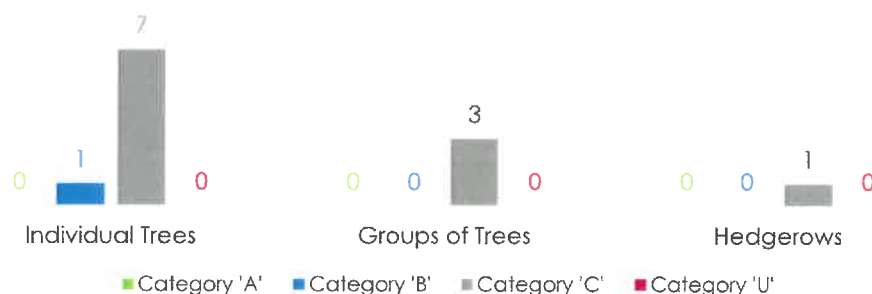 7
3
1
1
0
0
0
0
0
0
0
0
Individual Trees
Groups of Trees
Hedgerows
Category 'A'
Category 'B'
Category 'C'
Category 'U'